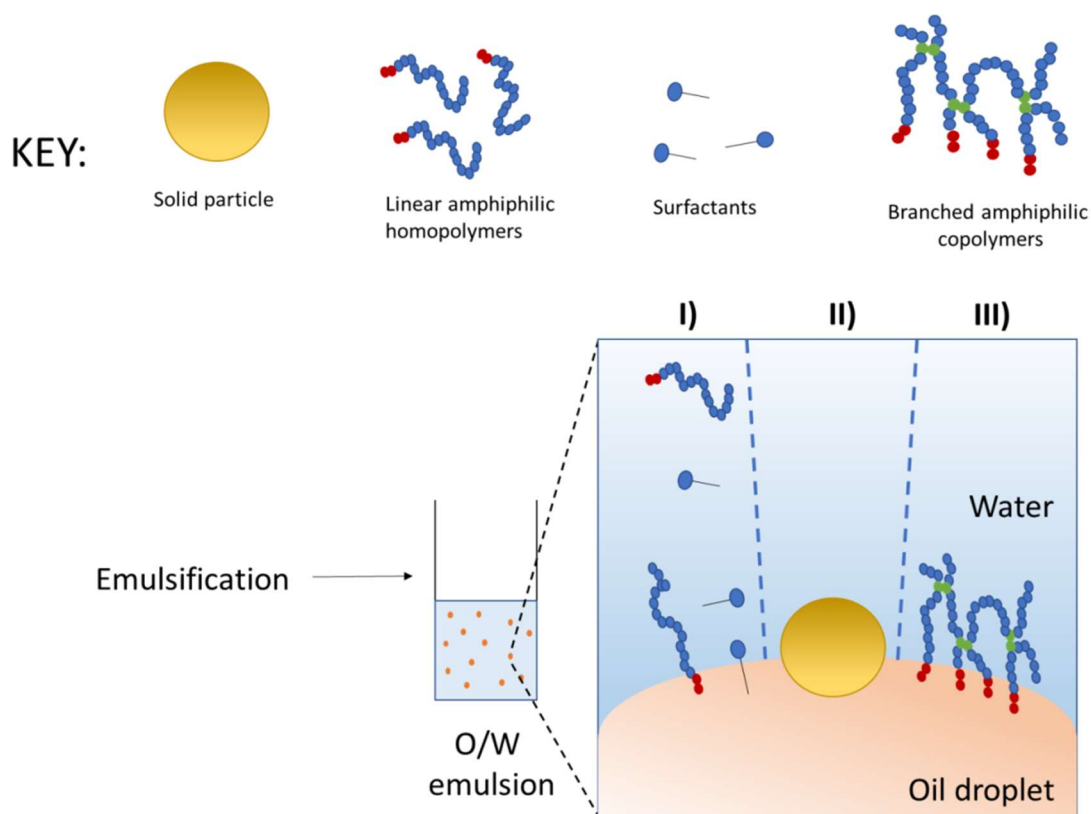 KEY:
Solid particle
Linear amphiphilic
homopolymers
Surfactants
Branched amphiphilic
copolymers
I)
II)
III)
Water
Emulsification
O/W
emulsion
Oil droplet